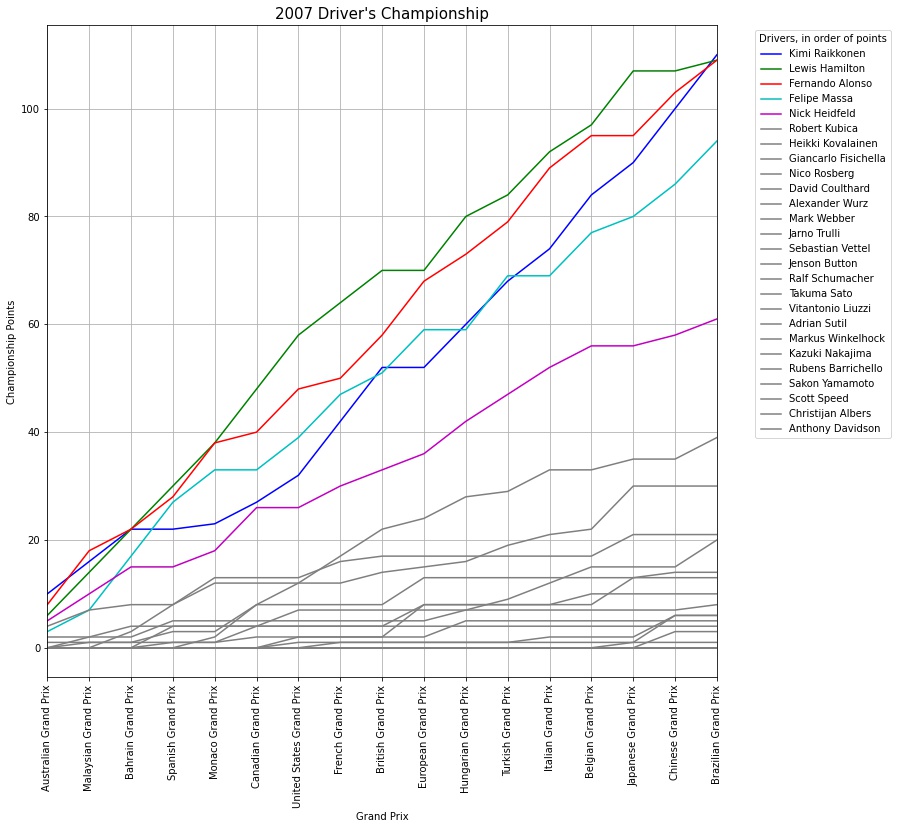 2007 Driver's Championship
Drivers, in order of points
Kimi Raikkonen
Lewis Hamilton
Fernando Alonso
Felipe Massa
Nick Heidfeld
Robert Kubica
Heikki Kovalainen
Giancarlo Fisichella
Nico Rosberg
David Coulthard
Alexander Wurz
Mark Webber
Jarno Trulli
Sebastian Vettel
Jenson Button
Ralf Schumacher
Takuma Sato
Vitantonio Liuzzi
Adrian Sutil
Markus Winkelhock
Kazuki Nakajima
Rubens Barrichello
Sakon Yamamoto
Scott Speed
Christijan Albers
Anthony Davidson
Championship Points
100
80
60
40
20
0
Australian Grand Prix
Malaysian Grand Prix
Bahrain Grand Prix
Spanish Grand Prix
Monaco Grand Prix
Canadian Grand Prix
United States Grand Prix
French Grand Prix
British Grand Prix
European Grand Prix
Hungarian Grand Prix
Turkish Grand Prix
Italian Grand Prix
Belgian Grand Prix
Japanese Grand Prix
Chinese Grand Prix
Brazilian Grand Prix
Grand Prix